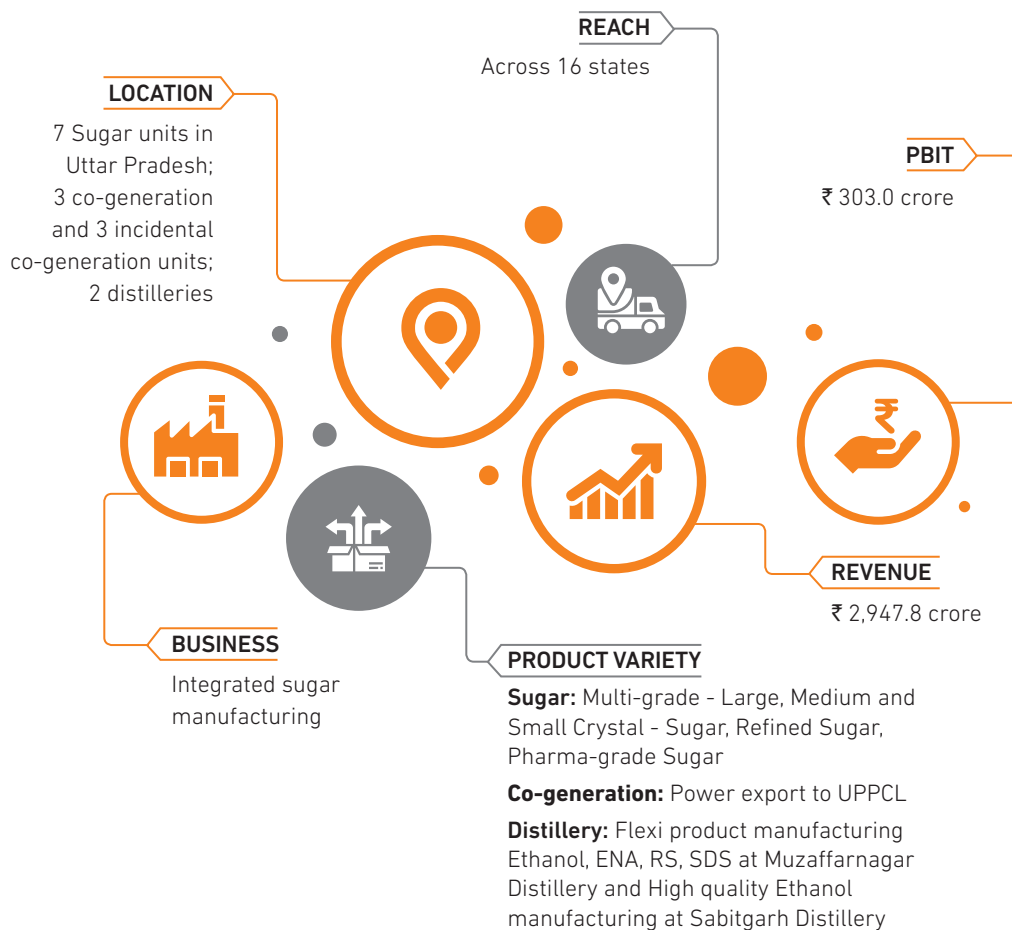 REACH
Across 16 states
LOCATION
7 Sugar units in
Uttar Pradesh;
3 co-generation
and 3 incidental
co-generation units;
2 distilleries
PBIT
₹ 303.0 crore
₹
REVENUE
₹ 2,947.8 crore
BUSINESS
Integrated sugar
manufacturing
PRODUCT VARIETY
Sugar: Multi-grade - Large, Medium and
Small Crystal - Sugar, Refined Sugar,
Pharma-grade Sugar
Co-generation: Power export to UPPCL
Distillery: Flexi product manufacturing
Ethanol, ENA, RS, SDS at Muzaffarnagar
Distillery and High quality Ethanol
manufacturing at Sabitgarh Distillery